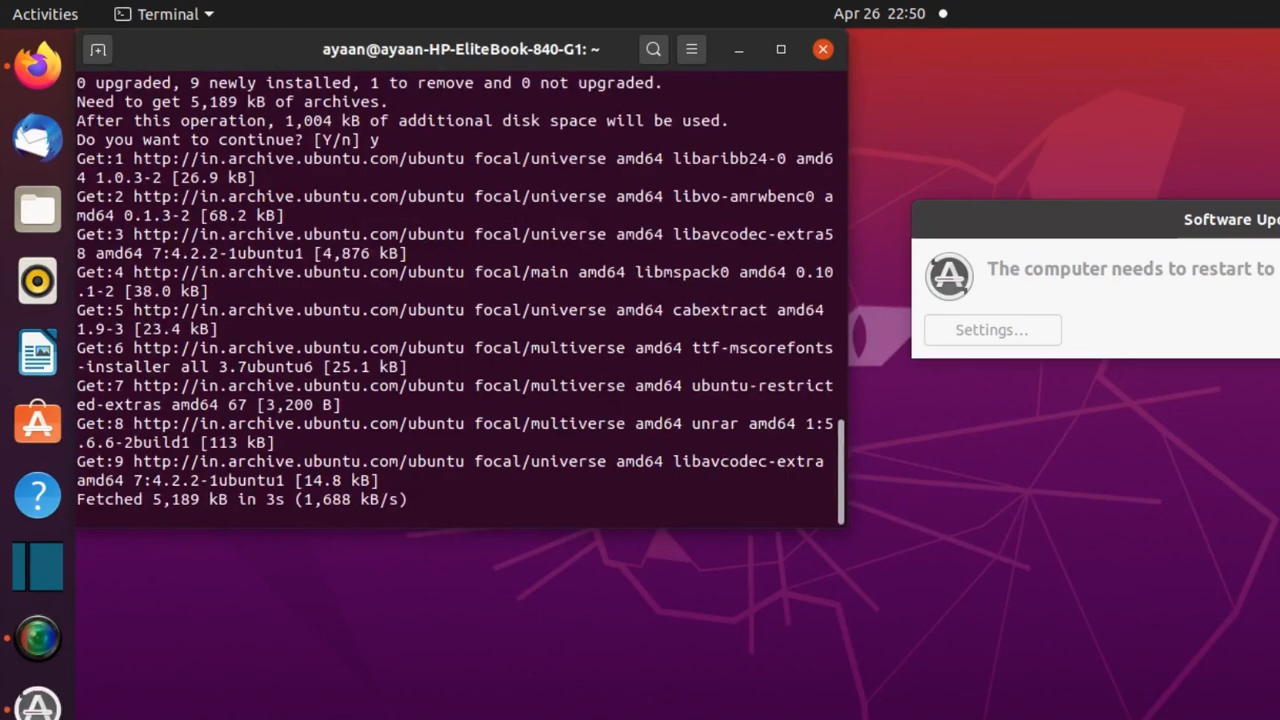 Activities
Terminal
Apr 26 22:50
ayaan@ayaan-HP-EliteBook-840-G1: ~
0 upgraded, 9 newly installed, 1 to remove and 0 not upgraded.
Need to get 5,189 kB of archives.
After this operation, 1,004 kB of additional disk space will be used.
Do you want to continue? [Y/n] y
Get:1 http://in.archive.ubuntu.com/ubuntu focal/universe amd64 libaribb24-0 amd6
4 1.0.3-2 [26.9 kB]
Get:2 http://in.archive.ubuntu.com/ubuntu focal/universe amd64 libvo-amrwbenc0 a
md64 0.1.3-2 [68.2 kB]
Get:3 http://in.archive.ubuntu.com/ubuntu focal/universe amd64 libavcodec-extra5
8 amd64 7:4.2.2-1ubuntu1 [4,876 kB]
Get:4 http://in.archive.ubuntu.com/ubuntu focal/main amd64 libmspack0 amd64 0.10
.1-2 [38.0 kB]
Get:5 http://in.archive.ubuntu.com/ubuntu focal/universe amd64 cabextract amd64
1.9-3 [23.4 kB]
Get:6 http://in.archive.ubuntu.com/ubuntu focal/multiverse amd64 ttf-mscorefonts
-installer all 3.7ubuntu6 [25.1 kB]
Get:7 http://in.archive.ubuntu.com/ubuntu focal/multiverse amd64 ubuntu-restrict
ed-extras amd64 67 [3,200 B]
Get:8 http://in.archive.ubuntu.com/ubuntu focal/multiverse amd64 unrar amd64 1:5
.6.6-2build1 [113 kB]
Get:9 http://in.archive.ubuntu.com/ubuntu focal/universe amd64 libavcodec-extra
amd64 7:4.2.2-1ubuntu1 [14.8 kB]
Fetched 5,189 kB in 3s (1,688 kB/s)
Software Up
The computer needs to restart to
Settings...